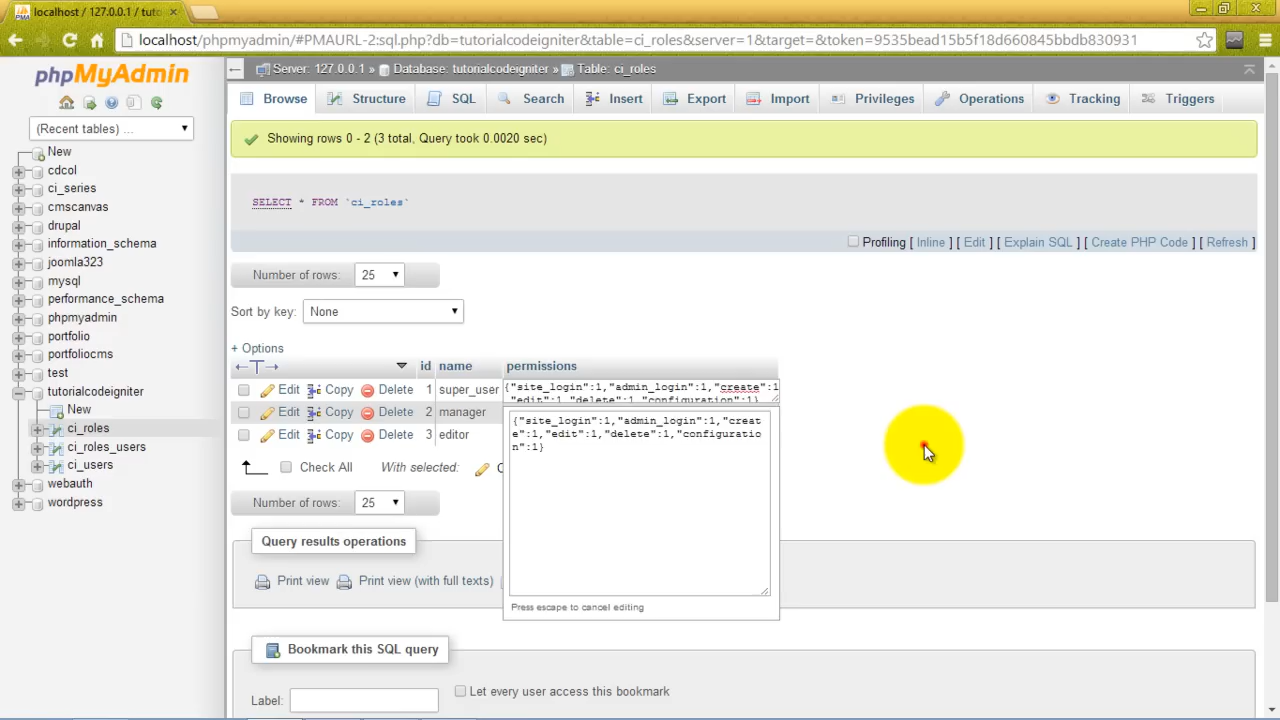 localhost / 127.0.0.1 / tuto
localhost/phpmyadmin/#PMAURL-2:sql.php?db=tutorialcodeigniter&table=ci_roles&server=1&target=&token=9535bead15b5f18d660845bbdb830931
phpMyAdmin
(Recent tables) ...
New
cdcol
ci_series
cmscanvas
drupal
information_schema
joomla323
mysql
performance_schema
phpmyadmin
portfolio
portfoliocms
test
tutorialcodeigniter
New
ci_roles
ci_roles_users
ci_users
webauth
wordpress
Server: 127.0.0.1 » Database: tutorialcodeigniter » Table: ci_roles
Browse Structure SQL Search Insert Export Import Privileges Operations Tracking Triggers
Showing rows 0 - 2 (3 total, Query took 0.0020 sec)
SELECT * FROM `ci_roles`
Profiling [ Inline ] [ Edit ] [ Explain SQL ] [ Create PHP Code ] [ Refresh ]
Number of rows: 25
Sort by key: None
+ Options
id name permissions
Edit Copy Delete 1 super_user {"site_login":1,"admin_login":1,"create":1
"edit":1,"delete":1,"configuration":1}
Edit Copy Delete 2 manager
Edit Copy Delete 3 editor
{"site_login":1,"admin_login":1,"creat
e":1,"edit":1,"delete":1,"configuratio
n":1}
Press escape to cancel editing
Check All With selected:
Number of rows: 25
Query results operations
Print view Print view (with full texts)
Bookmark this SQL query
Label: Let every user access this bookmark